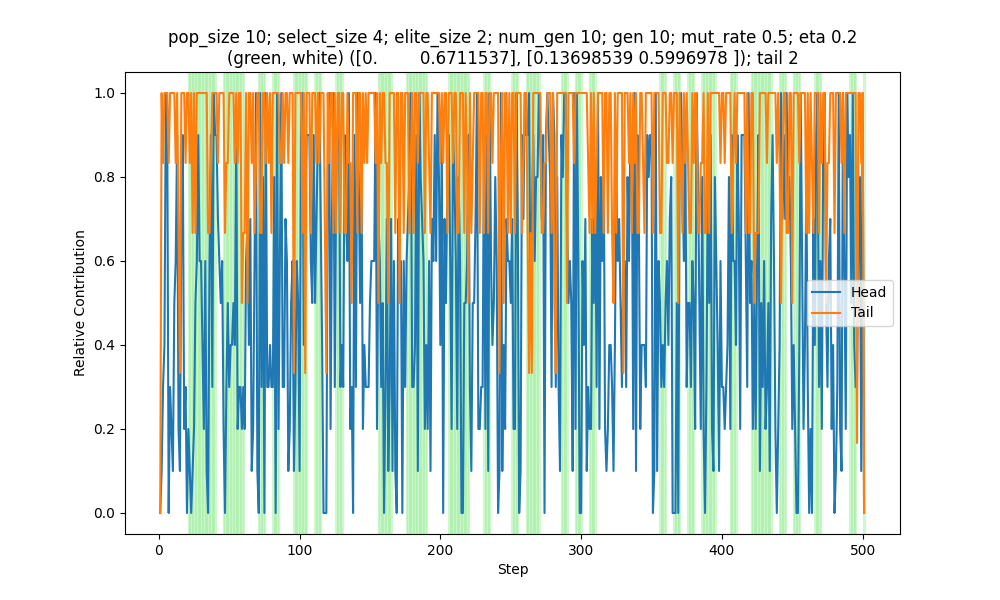 pop_size 10; select_size 4; elite_size 2; num_gen 10; gen 10; mut_rate 0.5; eta 0.2
(green, white) ([0. 0.6711537], [0.13698539 0.5996978 ]); tail 2
1.0
0.8
0.6
0.4
0.2
0.0
Relative Contribution
Head
Tail
0 100 200 300 400 500
Step